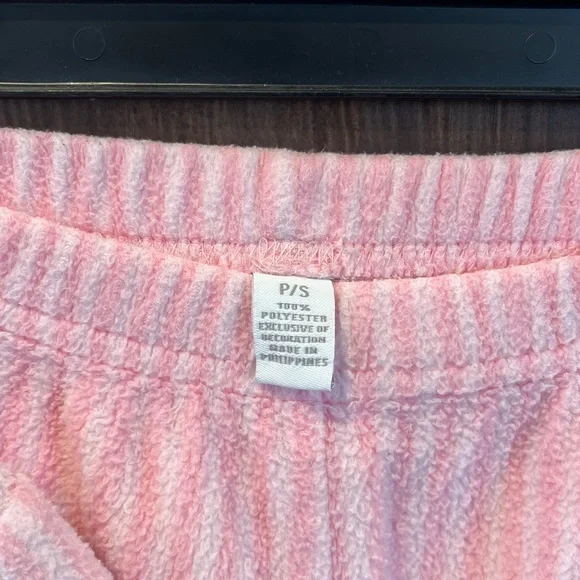 P/S
100%
POLYESTER
EXCLUSIVE OF
DECORATION
MADE IN
PHILIPPINES